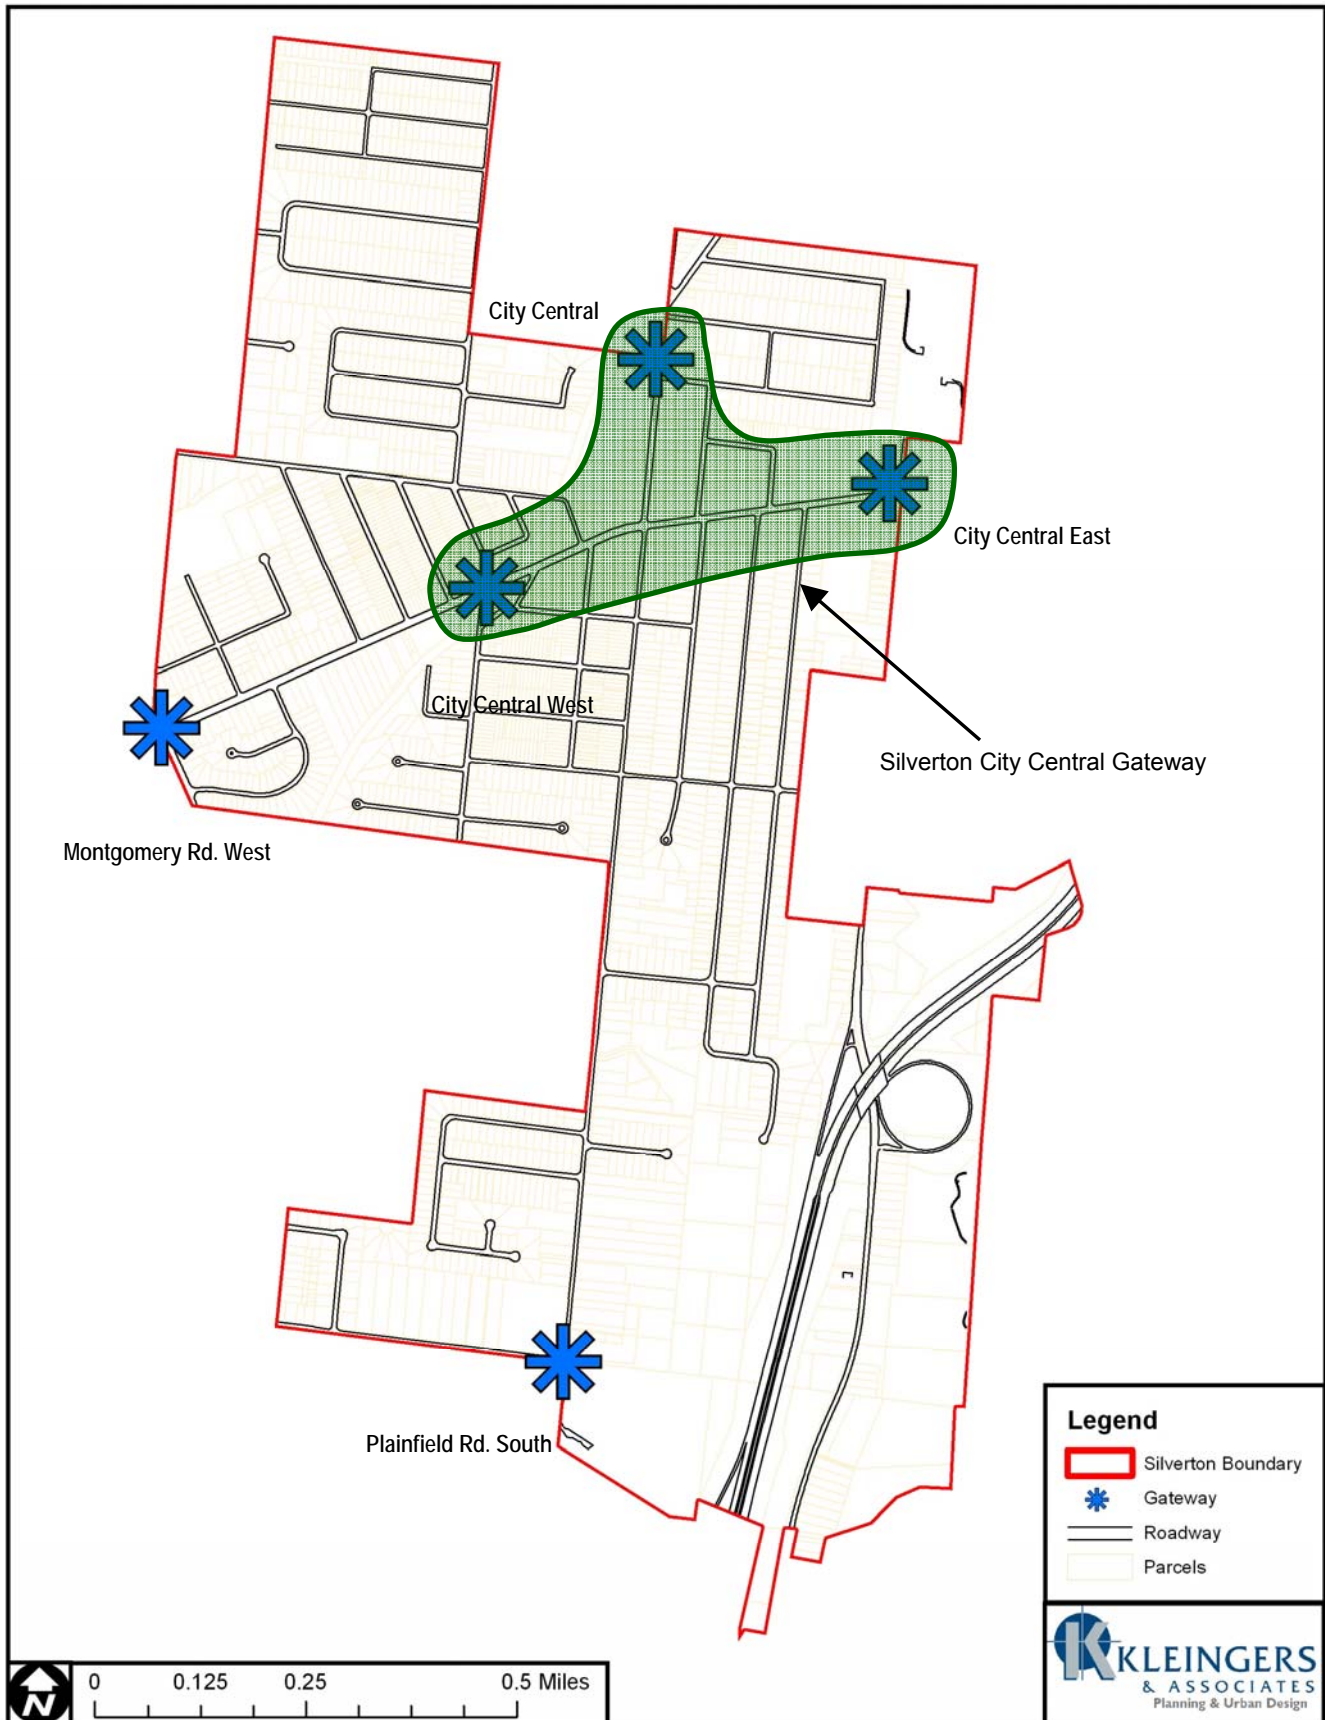 City Central
City Central East
City Central West
Silverton City Central Gateway
Montgomery Rd. West
Plainfield Rd. South
Legend
Silverton Boundary
Gateway
Roadway
Parcels
N
0 0.125 0.25 0.5 Miles
K KLEINGERS
& ASSOCIATES
Planning & Urban Design